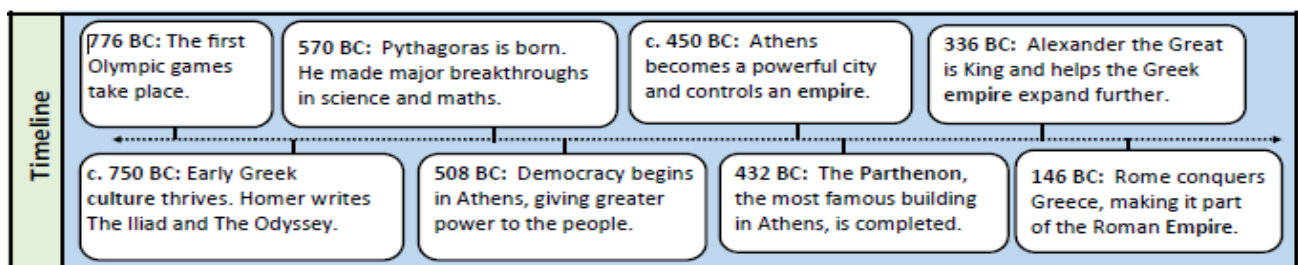 Timeline
776 BC: The first
Olympic games
take place.
570 BC: Pythagoras is born.
He made major breakthroughs
in science and maths.
c. 450 BC: Athens
becomes a powerful city
and controls an empire.
336 BC: Alexander the Great
is King and helps the Greek
empire expand further.
c. 750 BC: Early Greek
culture thrives. Homer writes
The Iliad and The Odyssey.
508 BC: Democracy begins
in Athens, giving greater
power to the people.
432 BC: The Parthenon,
the most famous building
in Athens, is completed.
146 BC: Rome conquers
Greece, making it part
of the Roman Empire.